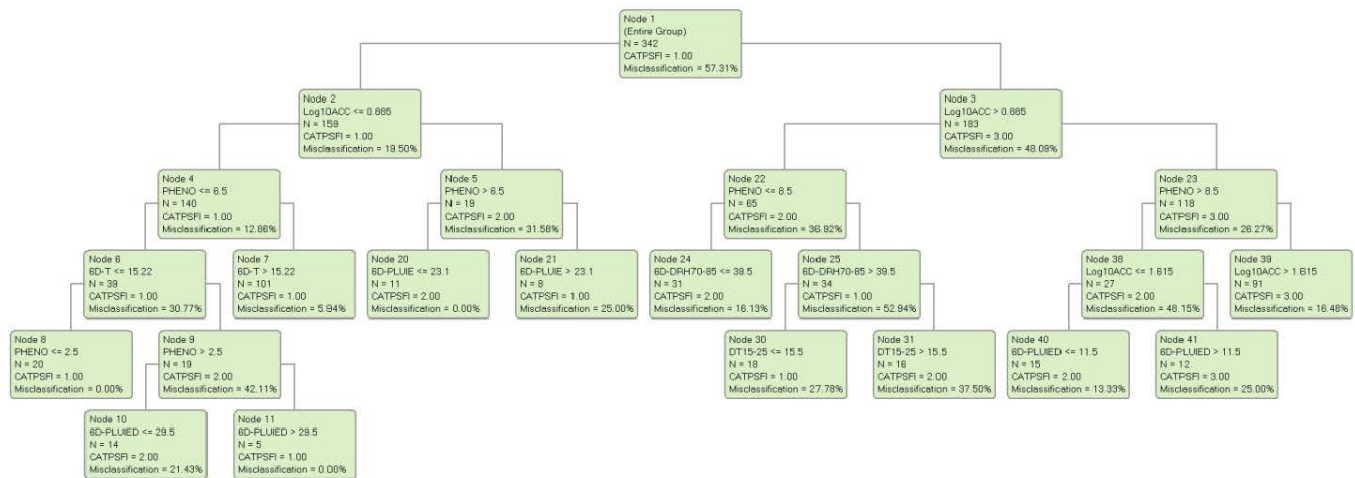 Node 1
(Entire Group)
N = 342
CATPSFI = 1.00
Misclassification = 57.31%
Node 2
Log10ACC <= 0.885
N = 159
CATPSFI = 1.00
Misclassification = 19.50%
Node 3
Log10ACC > 0.885
N = 183
CATPSFI = 3.00
Misclassification = 48.09%
Node 4
PHENO <= 6.5
N = 140
CATPSFI = 1.00
Misclassification = 12.86%
Node 5
PHENO > 6.5
N = 19
CATPSFI = 2.00
Misclassification = 31.58%
Node 22
PHENO <= 8.5
N = 65
CATPSFI = 2.00
Misclassification = 36.92%
Node 23
PHENO > 8.5
N = 118
CATPSFI = 3.00
Misclassification = 26.27%
Node 6
6D-T <= 15.22
N = 39
CATPSFI = 1.00
Misclassification = 30.77%
Node 7
6D-T > 15.22
N = 101
CATPSFI = 1.00
Misclassification = 5.94%
Node 20
6D-PLUIE <= 23.1
N = 11
CATPSFI = 2.00
Misclassification = 0.00%
Node 21
6D-PLUIE > 23.1
N = 8
CATPSFI = 1.00
Misclassification = 25.00%
Node 24
6D-DRH70-85 <= 39.5
N = 31
CATPSFI = 2.00
Misclassification = 16.13%
Node 25
6D-DRH70-85 > 39.5
N = 34
CATPSFI = 1.00
Misclassification = 52.94%
Node 38
Log10ACC <= 1.615
N = 27
CATPSFI = 2.00
Misclassification = 48.15%
Node 39
Log10ACC > 1.615
N = 91
CATPSFI = 3.00
Misclassification = 16.48%
Node 8
PHENO <= 2.5
N = 20
CATPSFI = 1.00
Misclassification = 0.00%
Node 9
PHENO > 2.5
N = 19
CATPSFI = 2.00
Misclassification = 42.11%
Node 30
DT15-25 <= 15.5
N = 18
CATPSFI = 1.00
Misclassification = 27.78%
Node 31
DT15-25 > 15.5
N = 16
CATPSFI = 2.00
Misclassification = 37.50%
Node 40
6D-PLUIED <= 11.5
N = 15
CATPSFI = 2.00
Misclassification = 13.33%
Node 41
6D-PLUIED > 11.5
N = 12
CATPSFI = 3.00
Misclassification = 25.00%
Node 10
6D-PLUIED <= 29.5
N = 14
CATPSFI = 2.00
Misclassification = 21.43%
Node 11
6D-PLUIED > 29.5
N = 5
CATPSFI = 1.00
Misclassification = 0.00%